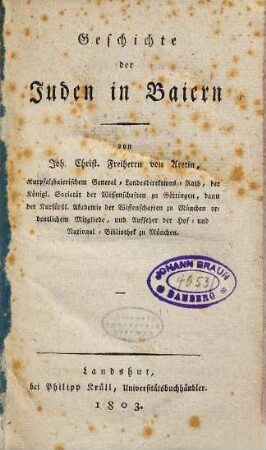 Geschichte
der
Juden in Baiern
von
Joh. Christ. Freiherrn von Aretin,
Kurpfalzbaierischem General-Landesdirektions-Rath, der
Königl. Societät der Wissenschaften zu Göttingen, dann
der Kurfürstl. Akademie der Wissenschaften zu München or-
dentlichem Mitgliede, und Aufseher der Hof- und
National-Bibliothek zu München.
JOHANN BRAUN
BAMBERG
Landshut,
bei Philipp Krüll, Universitätsbuchhändler.
1803.